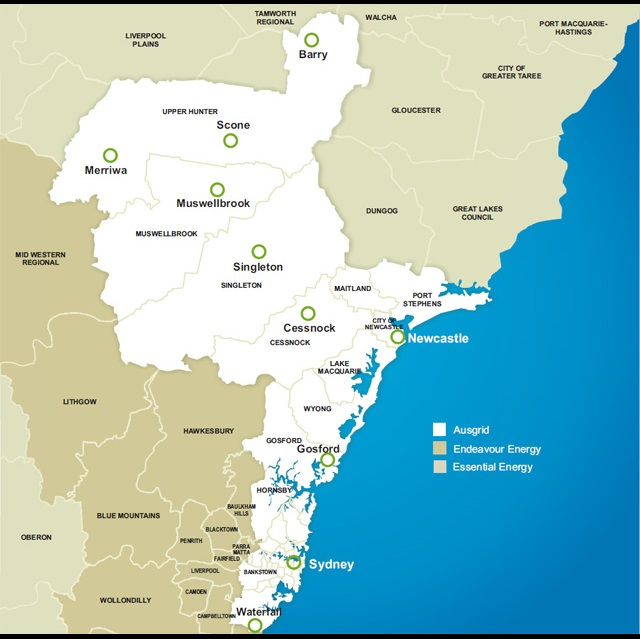 TAMWORTH
REGIONAL
WALCHA
PORT MACQUARIE-
HASTINGS
LIVERPOOL
PLAINS
Barry
CITY OF
GREATER TAREE
UPPER HUNTER
GLOUCESTER
Scone
Merriwa
Muswellbrook
DUNGOG
GREAT LAKES
COUNCIL
MUSWELLBROOK
MID WESTERN
REGIONAL
Singleton
SINGLETON
MAITLAND
PORT
STEPHENS
Cessnock
CITY OF
NEWCASTLE
CESSNOCK
Newcastle
LAKE
MACQUARIE
LITHGOW
WYONG
HAWKESBURY
Ausgrid
GOSFORD
Gosford
Endeavour Energy
Essential Energy
HORNSBY
BAULKHAM
HILLS
BLUE MOUNTAINS
BLACKTOWN
OBERON
PENRITH
PARRA
MATTA
FAIRFIELD
Sydney
LIVERPOOL
BANKSTOWN
CAMDEN
WOLLONDILLY
CAMPBELLTOWN
Waterfall